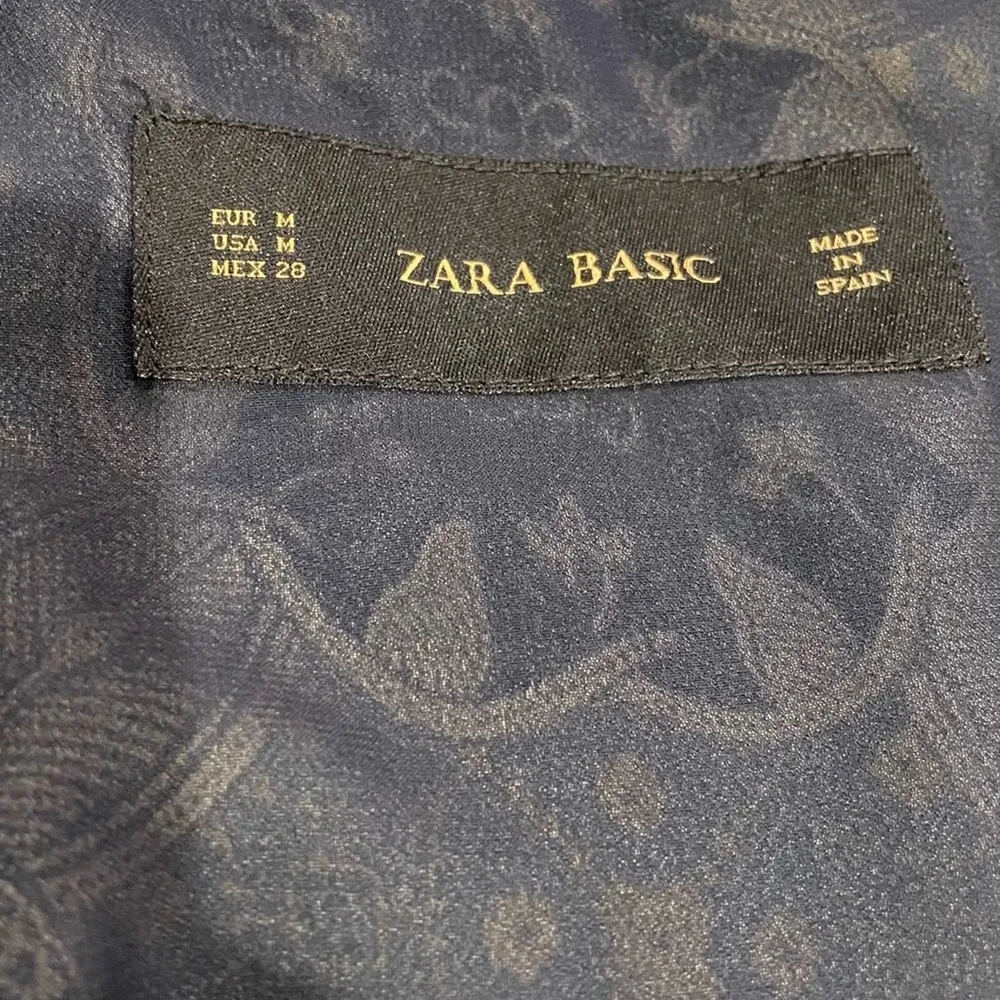 EUR M
USA M
MEX 28
ZARA BASIC
MADE
IN
SPAIN